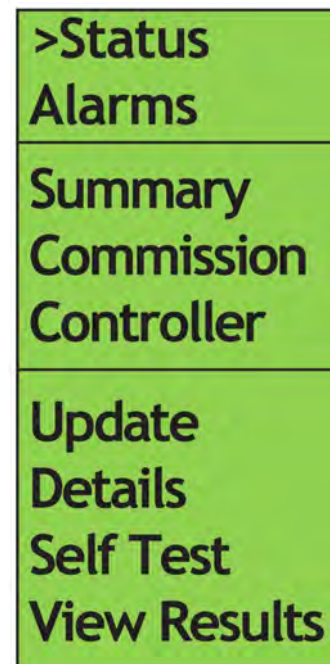 >Status
Alarms
Summary
Commission
Controller
Update
Details
Self Test
View Results